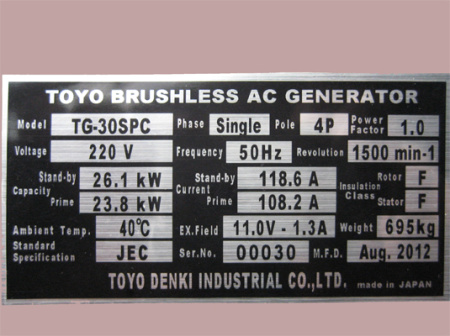 TOYO BRUSHLESS AC GENERATOR
Model TG-30SPC Phase Single Pole 4P Power Factor 1.0
Voltage 220 V Frequency 50Hz Revolution 1500 min-1
Capacity Stand-by 26.1 kW Current Stand-by 118.6 A Insulation Class Rotor F
Prime 23.8 kW Prime 108.2 A Stator F
Ambient Temp. 40℃ EX.Field 11.0V - 1.3A Weight 695kg
Standard Specification JEC Ser.No. 00030 M.F.D. Aug. 2012
TOYO DENKI INDUSTRIAL CO.,LTD. made in JAPAN